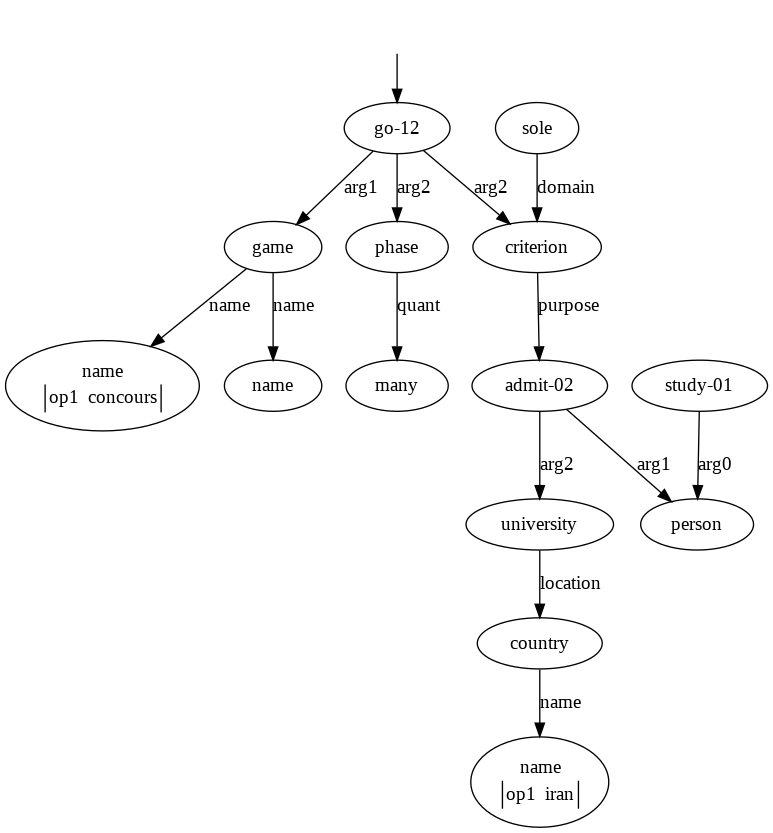 go-12
sole
arg1
arg2
arg2
domain
game
phase
criterion
name
name
quant
purpose
name
op1 concours
name
many
admit-02
study-01
arg2
arg1
arg0
university
person
location
country
name
name
op1 iran